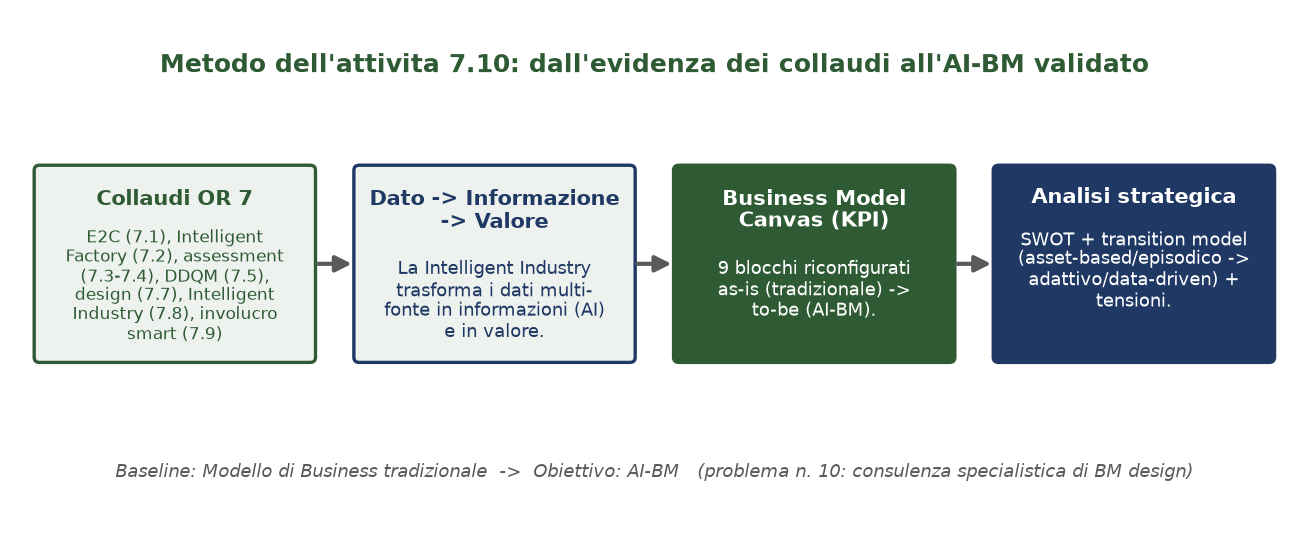 Metodo dell'attivita 7.10: dall'evidenza dei collaudi all'AI-BM validato
Collaudi OR 7
E2C (7.1), Intelligent
Factory (7.2), assessment
(7.3-7.4), DDQM (7.5),
design (7.7), Intelligent
Industry (7.8), involucro
smart (7.9)
Dato -> Informazione
-> Valore
La Intelligent Industry
trasforma i dati multi-
fonte in informazioni (AI)
e in valore.
Business Model
Canvas (KPI)
9 blocchi riconfigurati
as-is (tradizionale) ->
to-be (AI-BM).
Analisi strategica
SWOT + transition model
(asset-based/episodico ->
adattivo/data-driven) +
tensioni.
Baseline: Modello di Business tradizionale -> Obiettivo: AI-BM (problema n. 10: consulenza specialistica di BM design)